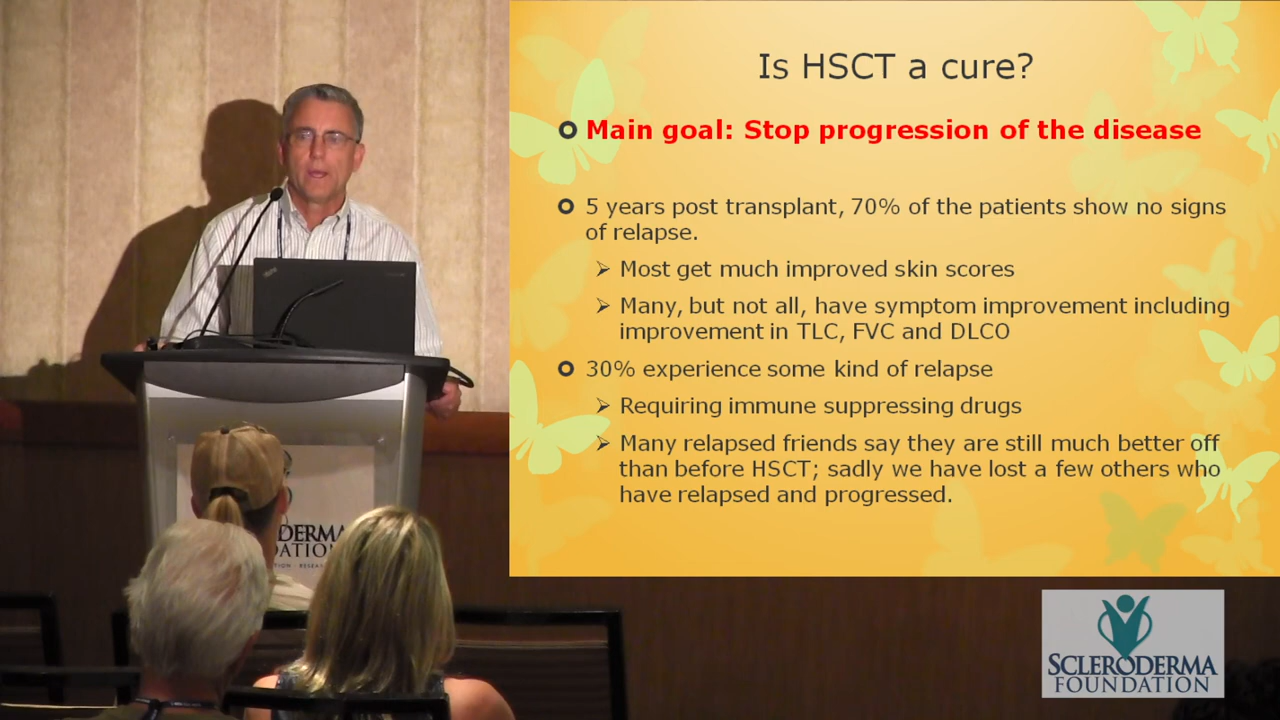 Is HSCT a cure?
Main goal: Stop progression of the disease
5 years post transplant, 70% of the patients show no signs
of relapse.
Most get much improved skin scores
Many, but not all, have symptom improvement including
improvement in TLC, FVC and DLCO
30% experience some kind of relapse
Requiring immune suppressing drugs
Many relapsed friends say they are still much better off
than before HSCT; sadly we have lost a few others who
have relapsed and progressed.
SCLERODERMA
FOUNDATION